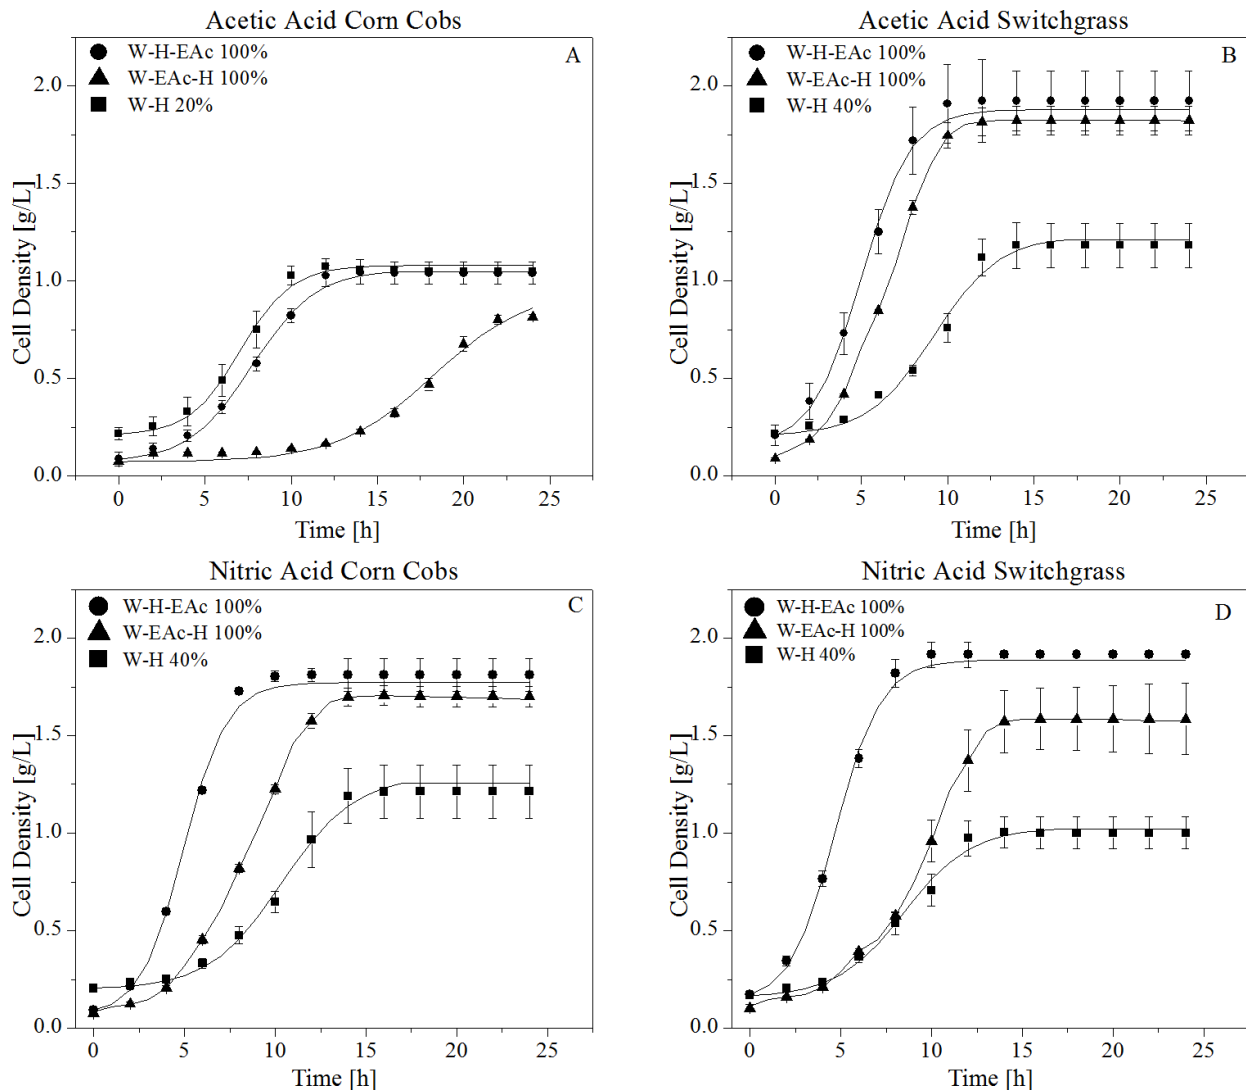 Acetic Acid Corn Cobs
W-H-EAc 100%
W-EAc-H 100%
W-H 20%
A
2.0
1.5
1.0
0.5
0.0
Cell Density [g/L]
0 5 10 15 20 25
Time [h]
Acetic Acid Switchgrass
W-H-EAc 100%
W-EAc-H 100%
W-H 40%
B
2.0
1.5
1.0
0.5
0.0
Cell Density [g/L]
0 5 10 15 20 25
Time [h]
Nitric Acid Corn Cobs
W-H-EAc 100%
W-EAc-H 100%
W-H 40%
C
2.0
1.5
1.0
0.5
0.0
Cell Density [g/L]
0 5 10 15 20 25
Time [h]
Nitric Acid Switchgrass
W-H-EAc 100%
W-EAc-H 100%
W-H 40%
D
2.0
1.5
1.0
0.5
0.0
Cell Density [g/L]
0 5 10 15 20 25
Time [h]